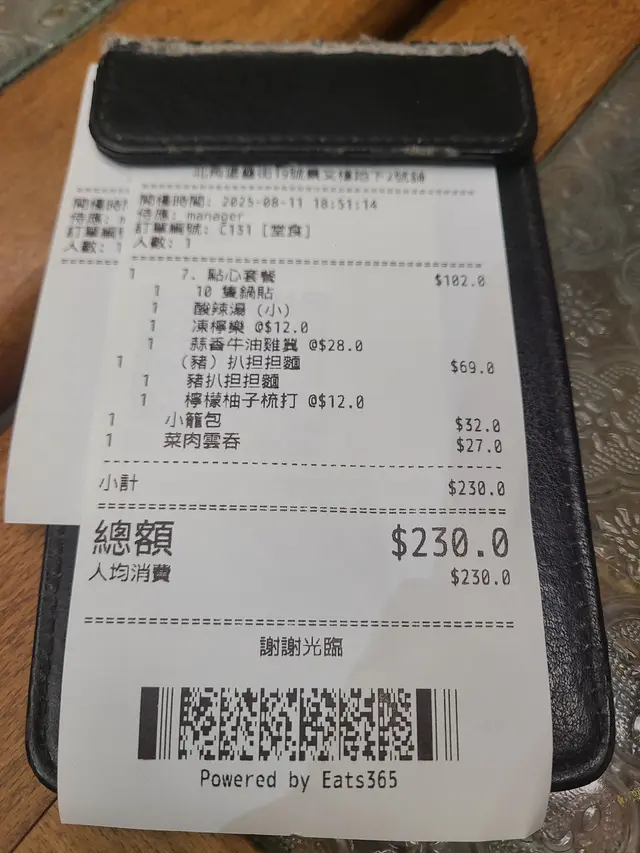 19號
開檯時間: 2025-08-11 18:51:14
侍應: manager
訂單編號: C131 [堂食]
人數: 1
1 7、點心套餐 $102.0
1 10 隻鍋貼
1 酸辣湯 (小)
1 凍檸樂 @$12.0
1 蒜香牛油雞翼 @$28.0
1 (豬) 扒担担麵 $69.0
1 豬扒担担麵
1 檸檬柚子梳打 @$12.0
1 小籠包 $32.0
1 菜肉雲吞 $27.0
小計 $230.0
總額 $230.0
人均消費 $230.0
謝謝光臨
Powered by Eats365